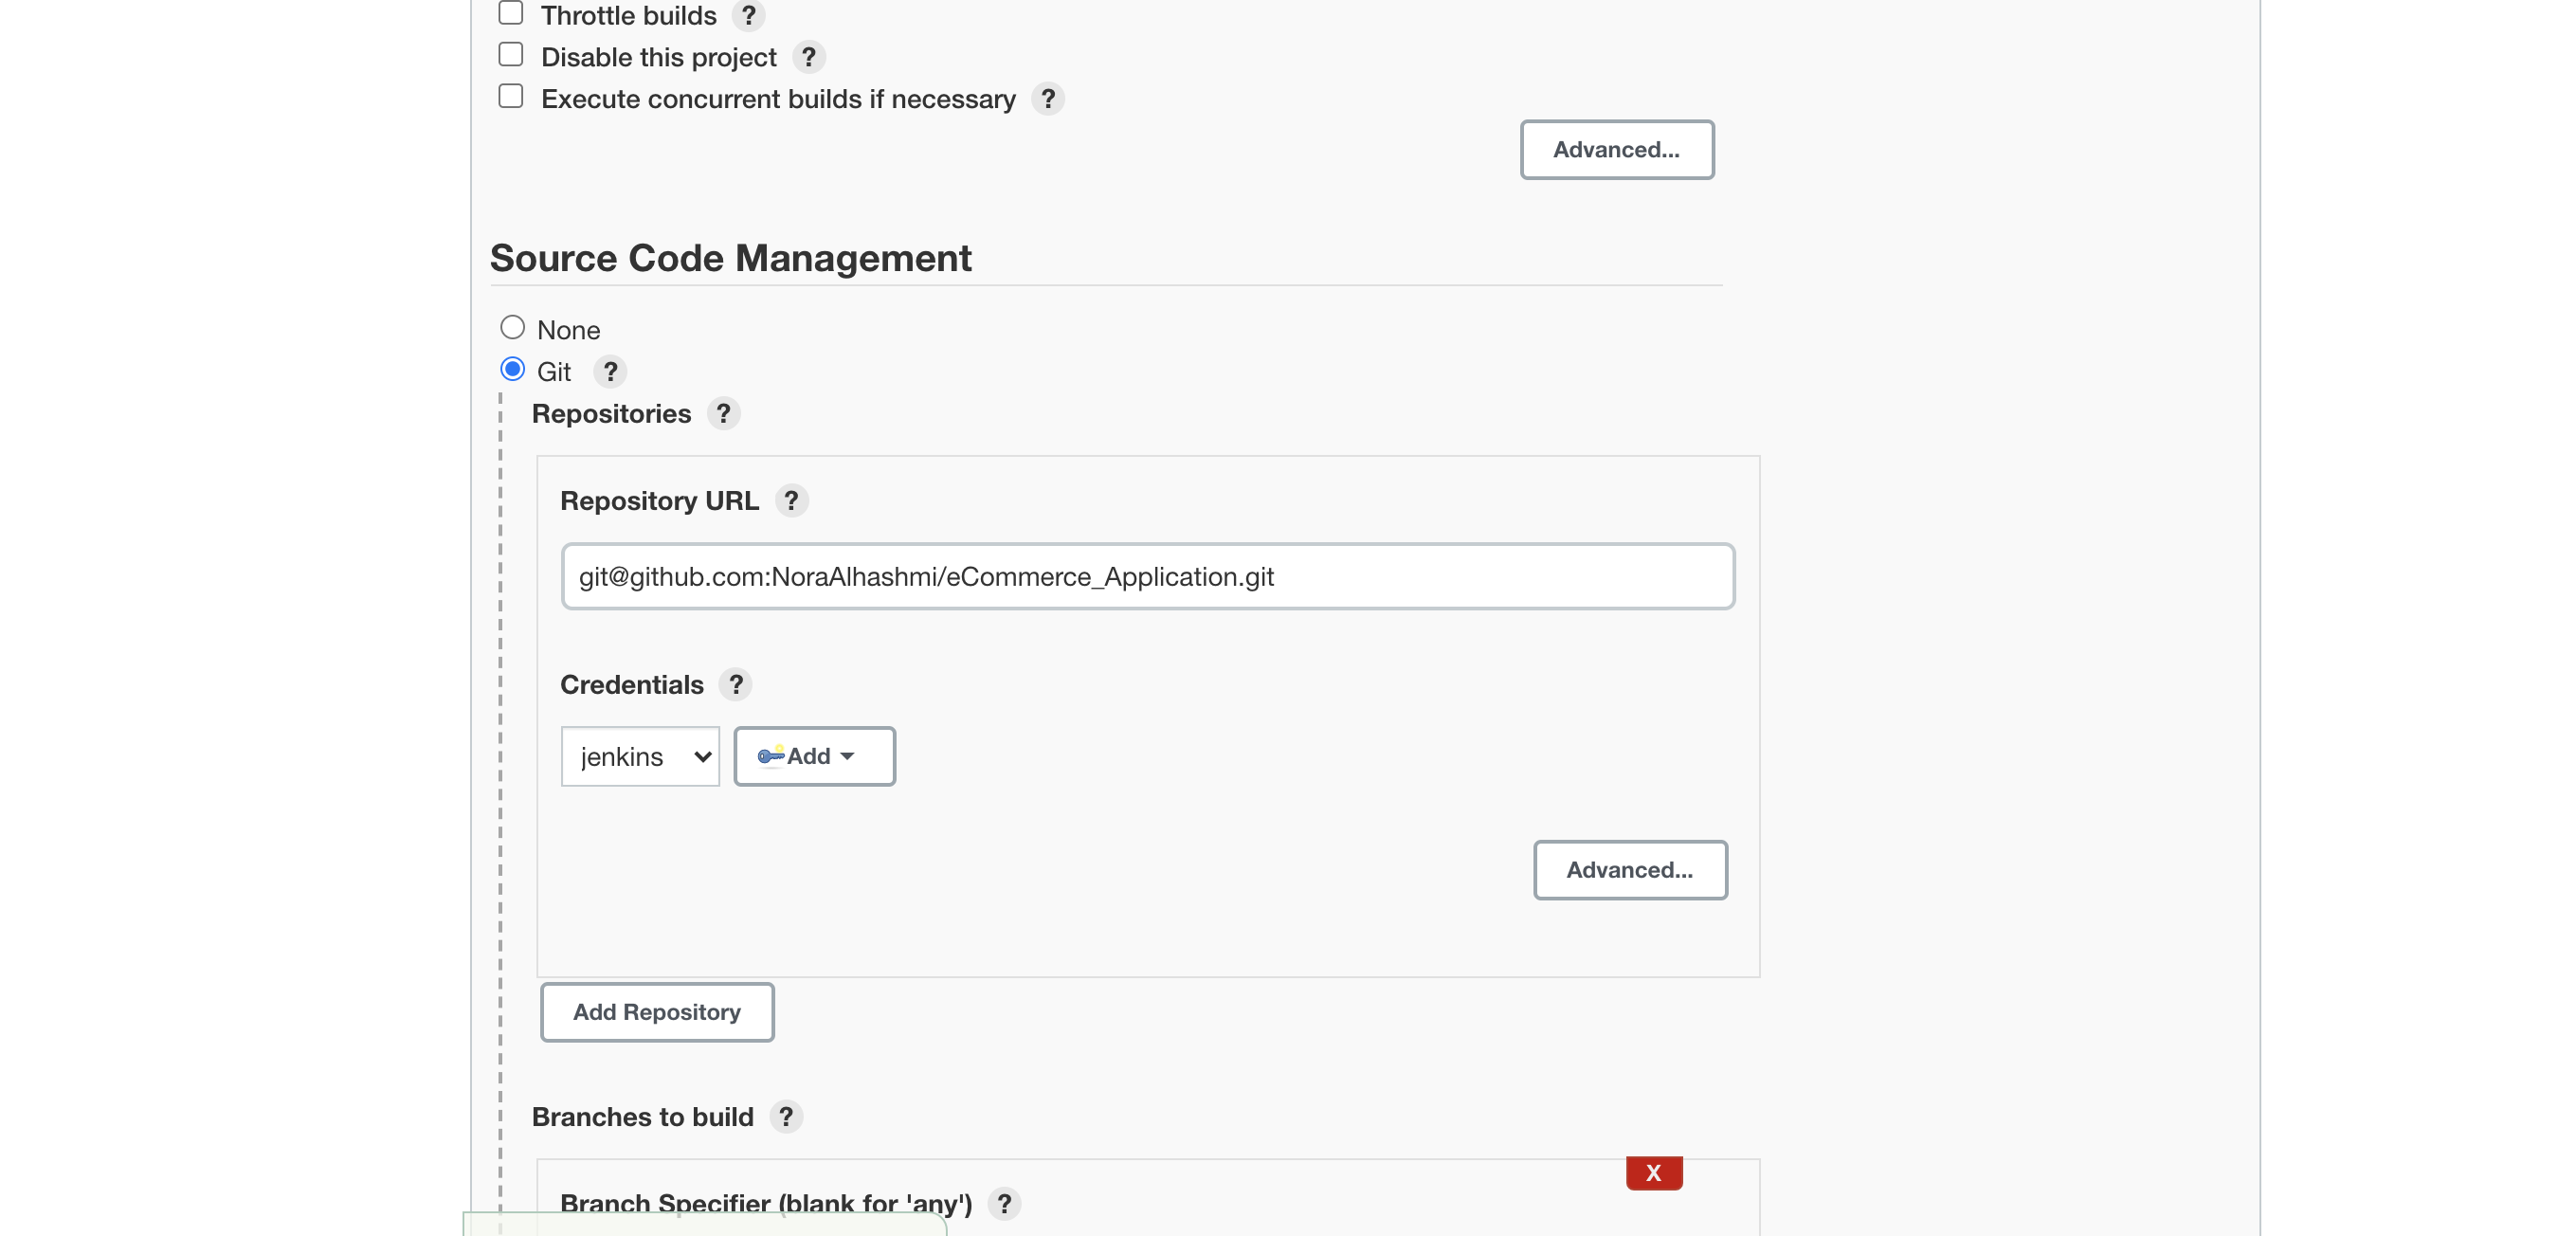 Throttle builds ?
Disable this project ?
Execute concurrent builds if necessary ?
Advanced...
Source Code Management
None
Git ?
Repositories ?
Repository URL ?
git@github.com:NoraAlhashmi/eCommerce_Application.git
Credentials ?
jenkins Add
Advanced...
Add Repository
Branches to build ?
X
Branch Specifier (blank for 'any') ?